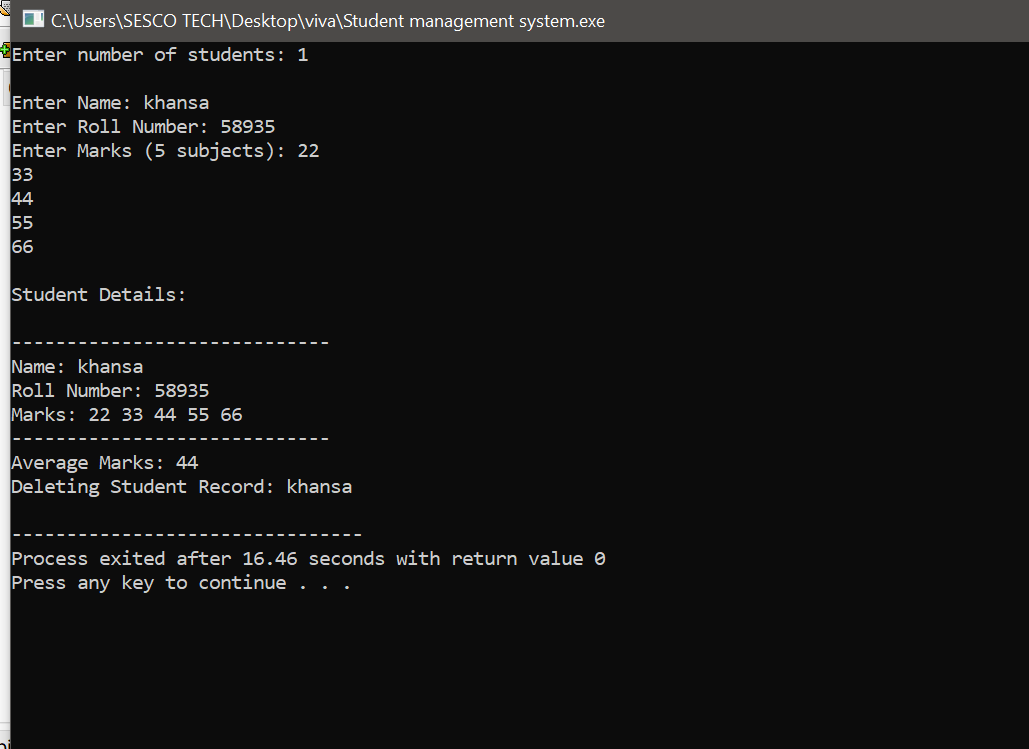 C:\Users\SESCO TECH\Desktop\viva\Student management system.exe
Enter number of students: 1
Enter Name: khansa
Enter Roll Number: 58935
Enter Marks (5 subjects): 22
33
44
55
66
Student Details:
-----------------------------
Name: khansa
Roll Number: 58935
Marks: 22 33 44 55 66
-----------------------------
Average Marks: 44
Deleting Student Record: khansa
--------------------------------
Process exited after 16.46 seconds with return value 0
Press any key to continue . . .